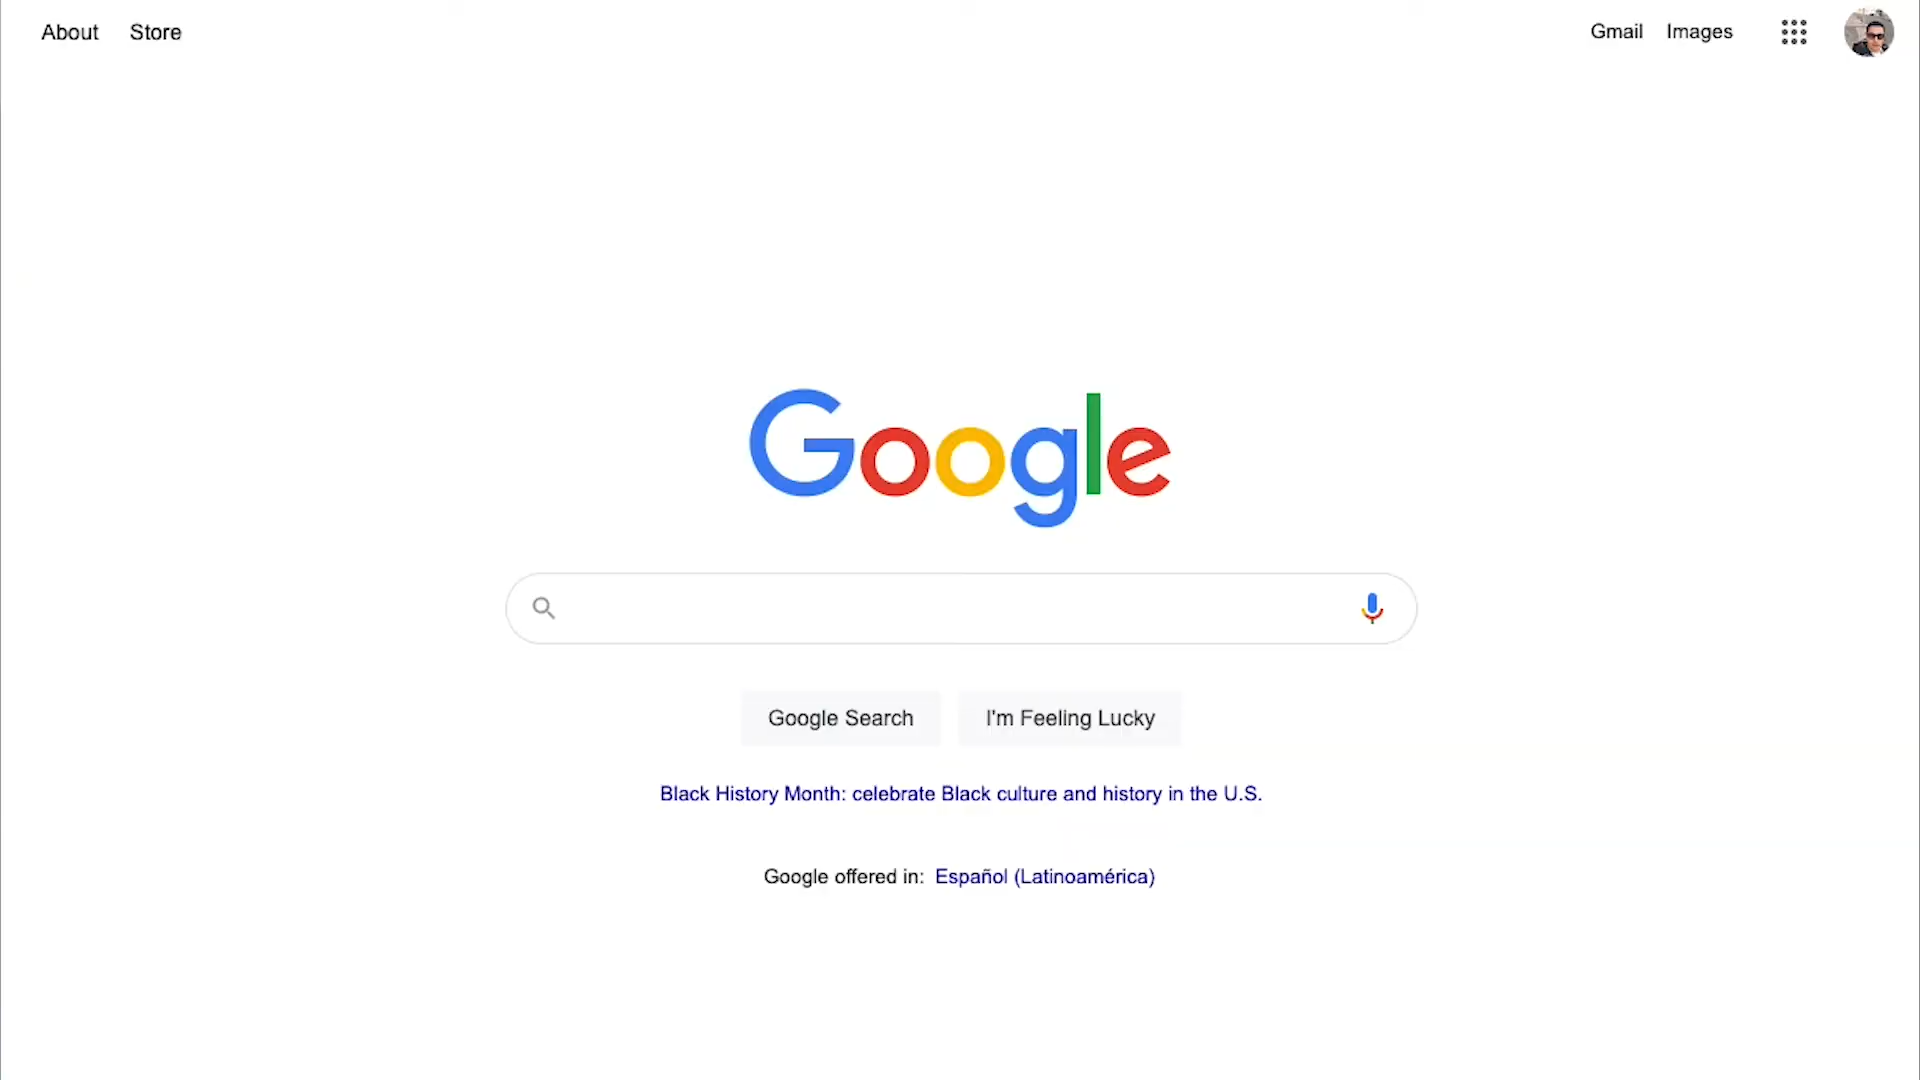 About Store Gmail Images
Google
Google Search I'm Feeling Lucky
Black History Month: celebrate Black culture and history in the U.S.
Google offered in: Español (Latinoamérica)